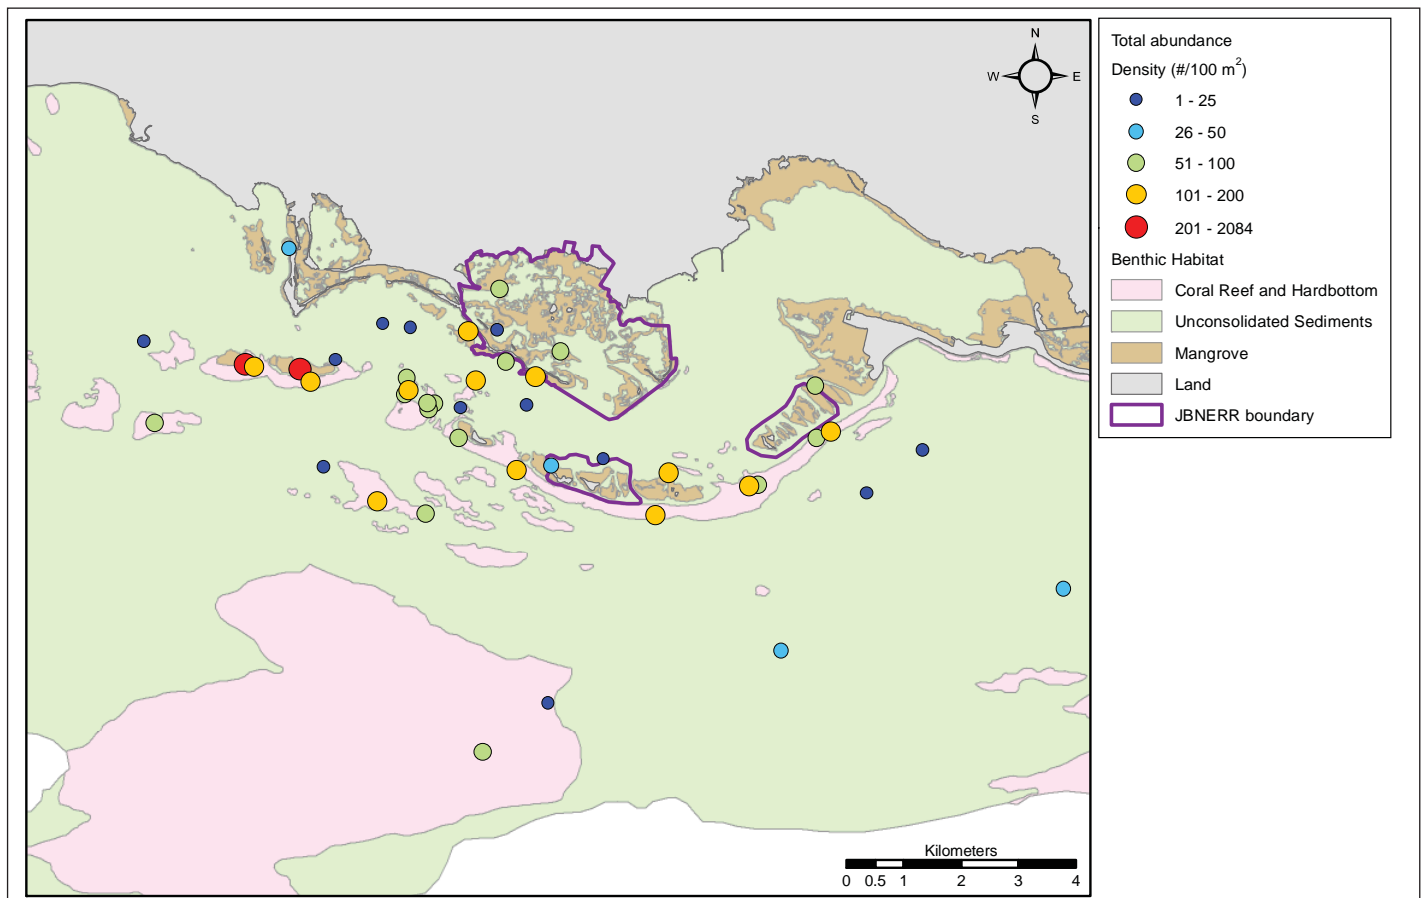 N
W E
S
Kilometers
0 0.5 1 2 3 4
Total abundance
Density (#/100 m²)
1 - 25
26 - 50
51 - 100
101 - 200
201 - 2084
Benthic Habitat
Coral Reef and Hardbottom
Unconsolidated Sediments
Mangrove
Land
JBNERR boundary